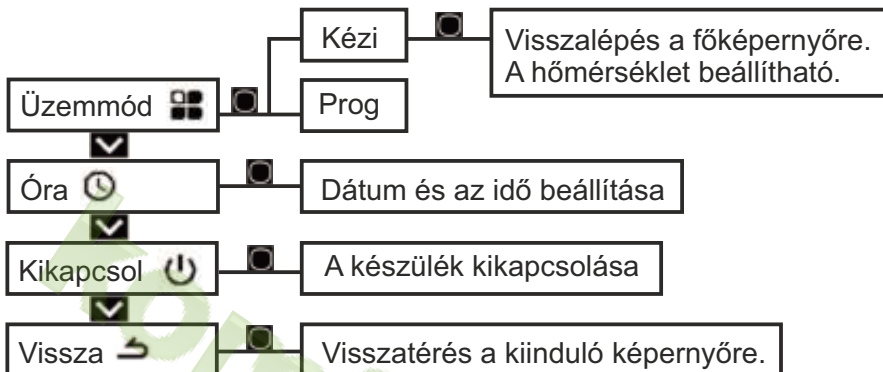 Kézi
Visszalépés a főképernyőre.
A hőmérséklet beállítható.
Üzemmód
Prog
Óra
Dátum és az idő beállítása
Kikapcsol
A készülék kikapcsolása
Vissza
Visszatérés a kiinduló képernyőre.